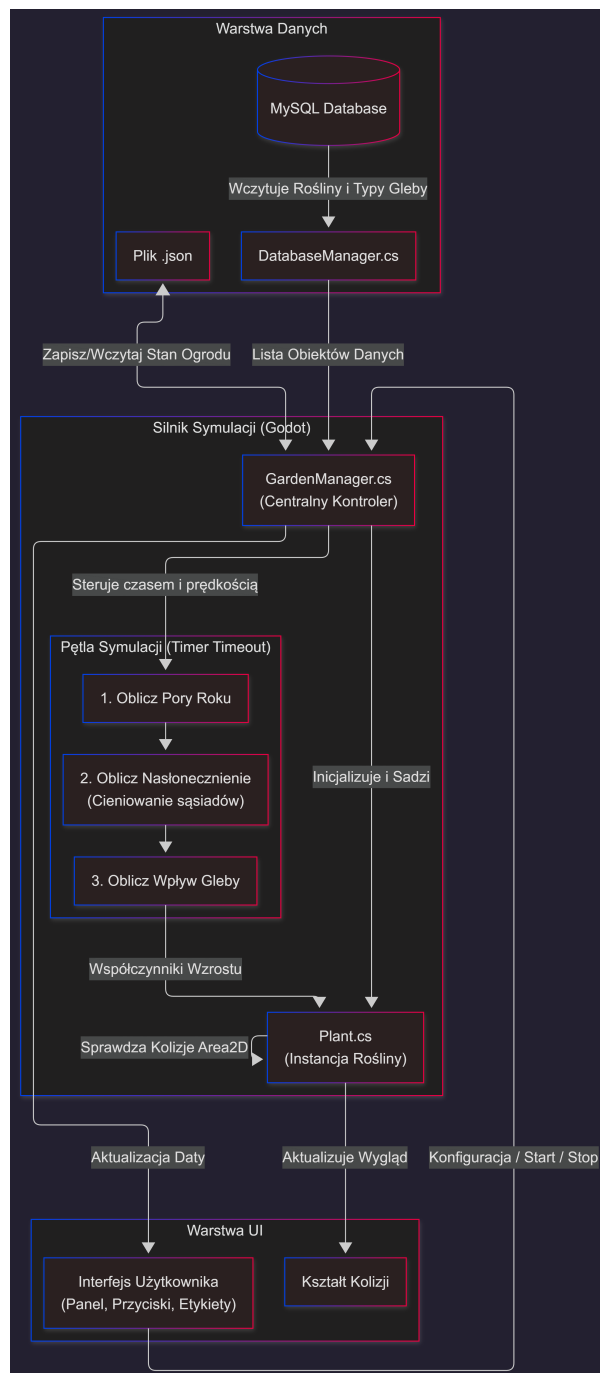 Warstwa Danych
MySQL Database
Wczytuje Rośliny i Typy Gleby
Plik .json
DatabaseManager.cs
Zapisz/Wczytaj Stan Ogrodu
Lista Obiektów Danych
Silnik Symulacji (Godot)
GardenManager.cs
(Centralny Kontroler)
Steruje czasem i prędkością
Pętla Symulacji (Timer Timeout)
1. Oblicz Pory Roku
2. Oblicz Nasłonecznienie
(Cieniowanie sąsiadów)
Inicjalizuje i Sadzi
3. Oblicz Wpływ Gleby
Współczynniki Wzrostu
Plant.cs
(Instancja Rośliny)
Sprawdza Kolizje Area2D
Aktualizacja Daty
Aktualizuje Wygląd
Konfiguracja / Start / Stop
Warstwa UI
Interfejs Użytkownika
(Panel, Przyciski, Etykiety)
Kształt Kolizji